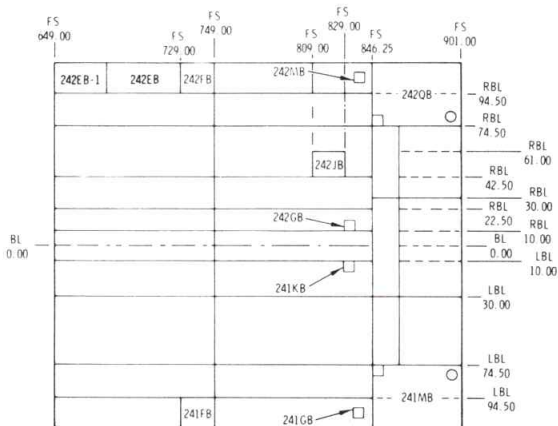 FS
649.00
FS
729.00
FS
749.00
FS
809.00
FS
829.00
FS
846.25
FS
901.00
242EB-1
242EB
242FB
242MB
242QB
RBL
94.50
RBL
74.50
RBL
61.00
242JB
RBL
42.50
RBL
30.00
RBL
22.50
242GB
RBL
10.00
BL
0.00
BL
0.00
LBL
10.00
241KB
LBL
30.00
LBL
74.50
LBL
94.50
241MB
241FB
241GB